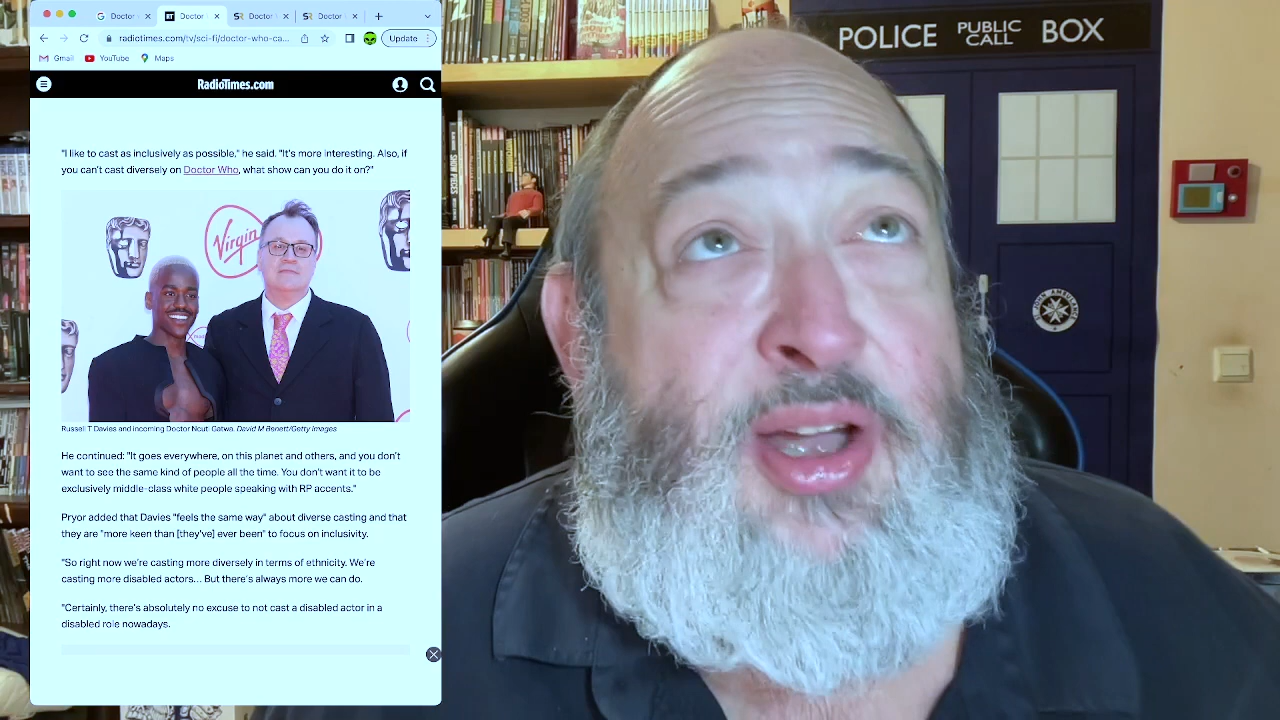 Doctor
Doctor
Doctor
Doctor
radiotimes.com/tv/sci-fi/doctor-who-ca...
Update
Gmail
YouTube
Maps
RadioTimes.com
"I like to cast as inclusively as possible," he said. "It's more interesting. Also, if
you can't cast diversely on Doctor Who, what show can you do it on?"
Virgin
Russell T Davies and incoming Doctor Ncuti Gatwa. David M Benett/Getty Images
He contd: "It goes everywhere, on this planet and others, and you don't
want to see the same kind of people all the time. You don't want it to be
exclusively middle-class white people speaking with RP accents."
Pryor added that Davies "feels the same way" about diverse casting and that
they are "more keen than [they've] ever been" to focus on inclusivity.
"So right now we're casting more diversely in terms of ethnicity. We're
casting more disabled actors... But there's always more we can do.
"Certainly, there's absolutely no excuse to not cast a disabled actor in a
disabled role nowadays.
POLICE PUBLIC CALL BOX
ST JOHN AMBULANCE